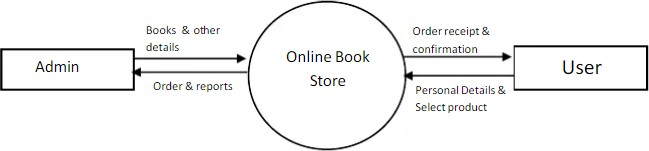 Books & other
details
Admin
Order & reports
Online Book
Store
Order receipt &
confirmation
User
Personal Details &
Select product